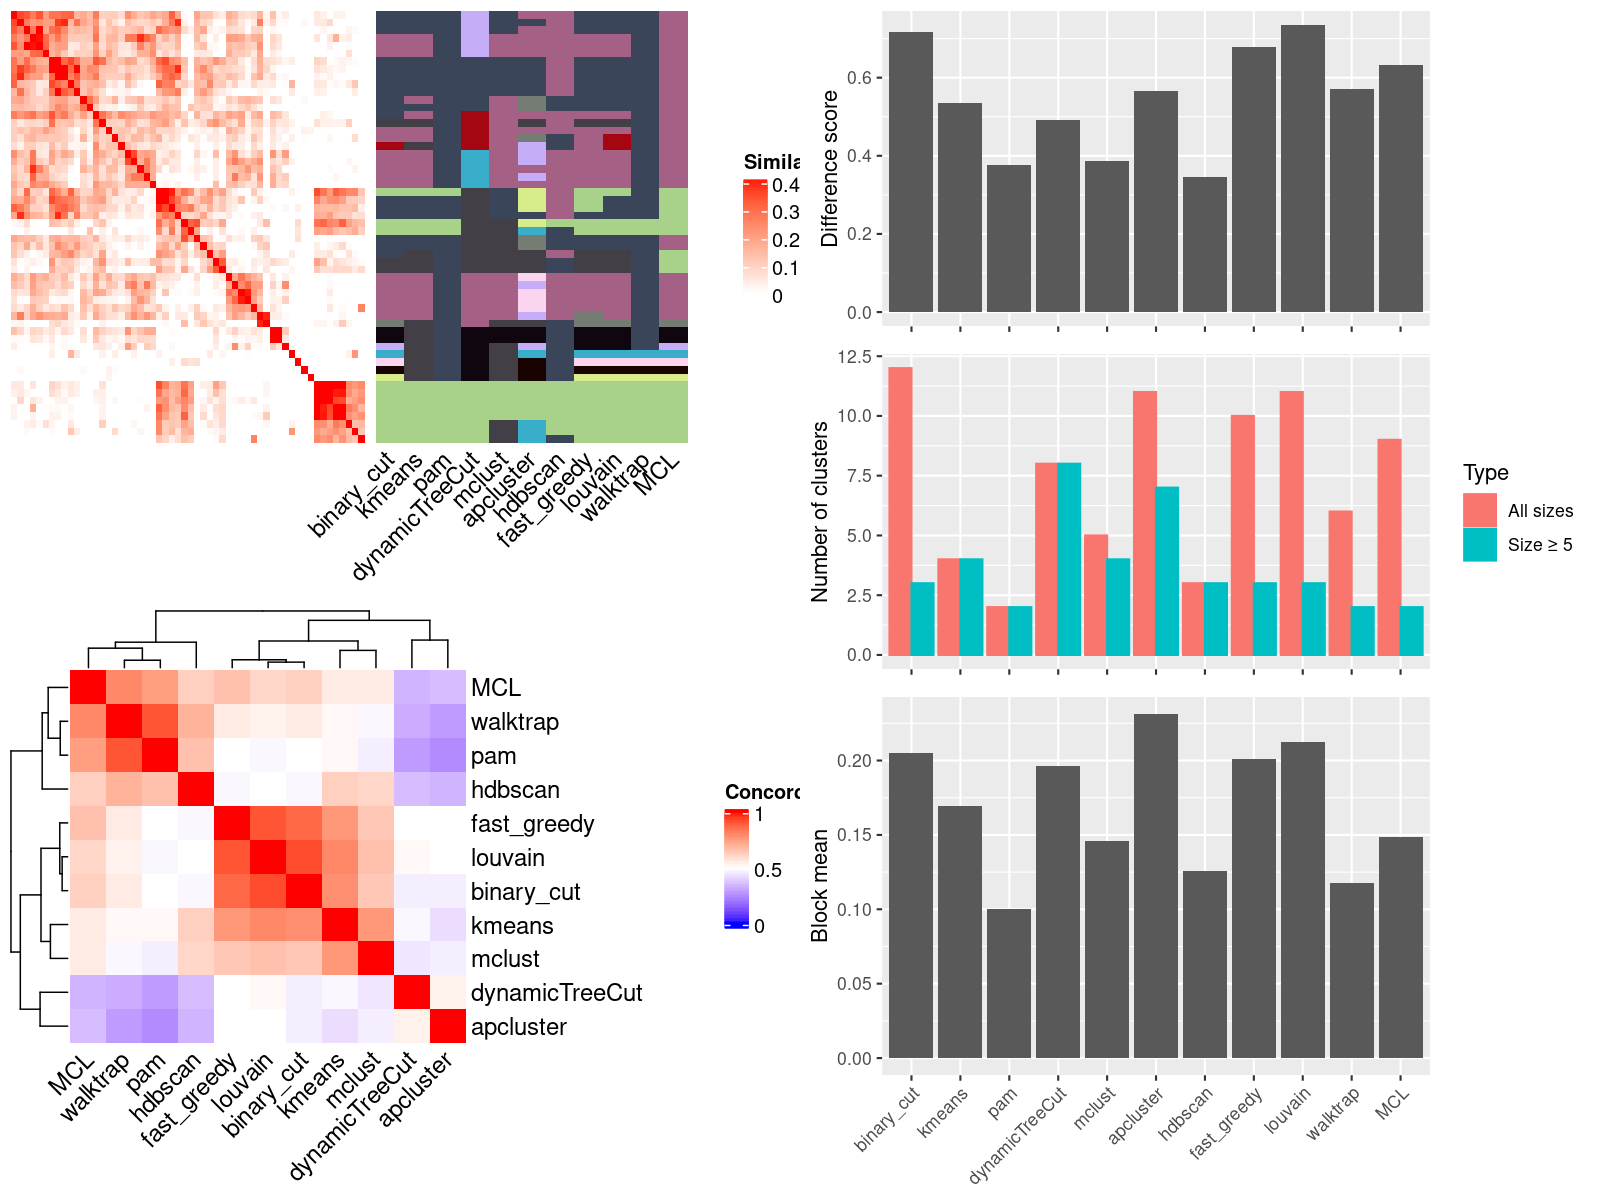 Simila
0.4
0.3
0.2
0.1
0
binary_cut
kmeans
pam
dynamicTreeCut
mclust
apcluster
hdbscan
fast_greedy
louvain
walktrap
MCL
Difference score
0.6
0.4
0.2
0.0
Number of clusters
12.5
10.0
7.5
5.0
2.5
0.0
Type
All sizes
Size ≥ 5
MCL
walktrap
pam
hdbscan
fast_greedy
louvain
binary_cut
kmeans
mclust
dynamicTreeCut
apcluster
MCL
walktrap
pam
hdbscan
fast_greedy
louvain
binary_cut
kmeans
mclust
dynamicTreeCut
apcluster
Concord
1
0.5
0
Block mean
0.20
0.15
0.10
0.05
0.00
binary_cut
kmeans
pam
dynamicTreeCut
mclust
apcluster
hdbscan
fast_greedy
louvain
walktrap
MCL